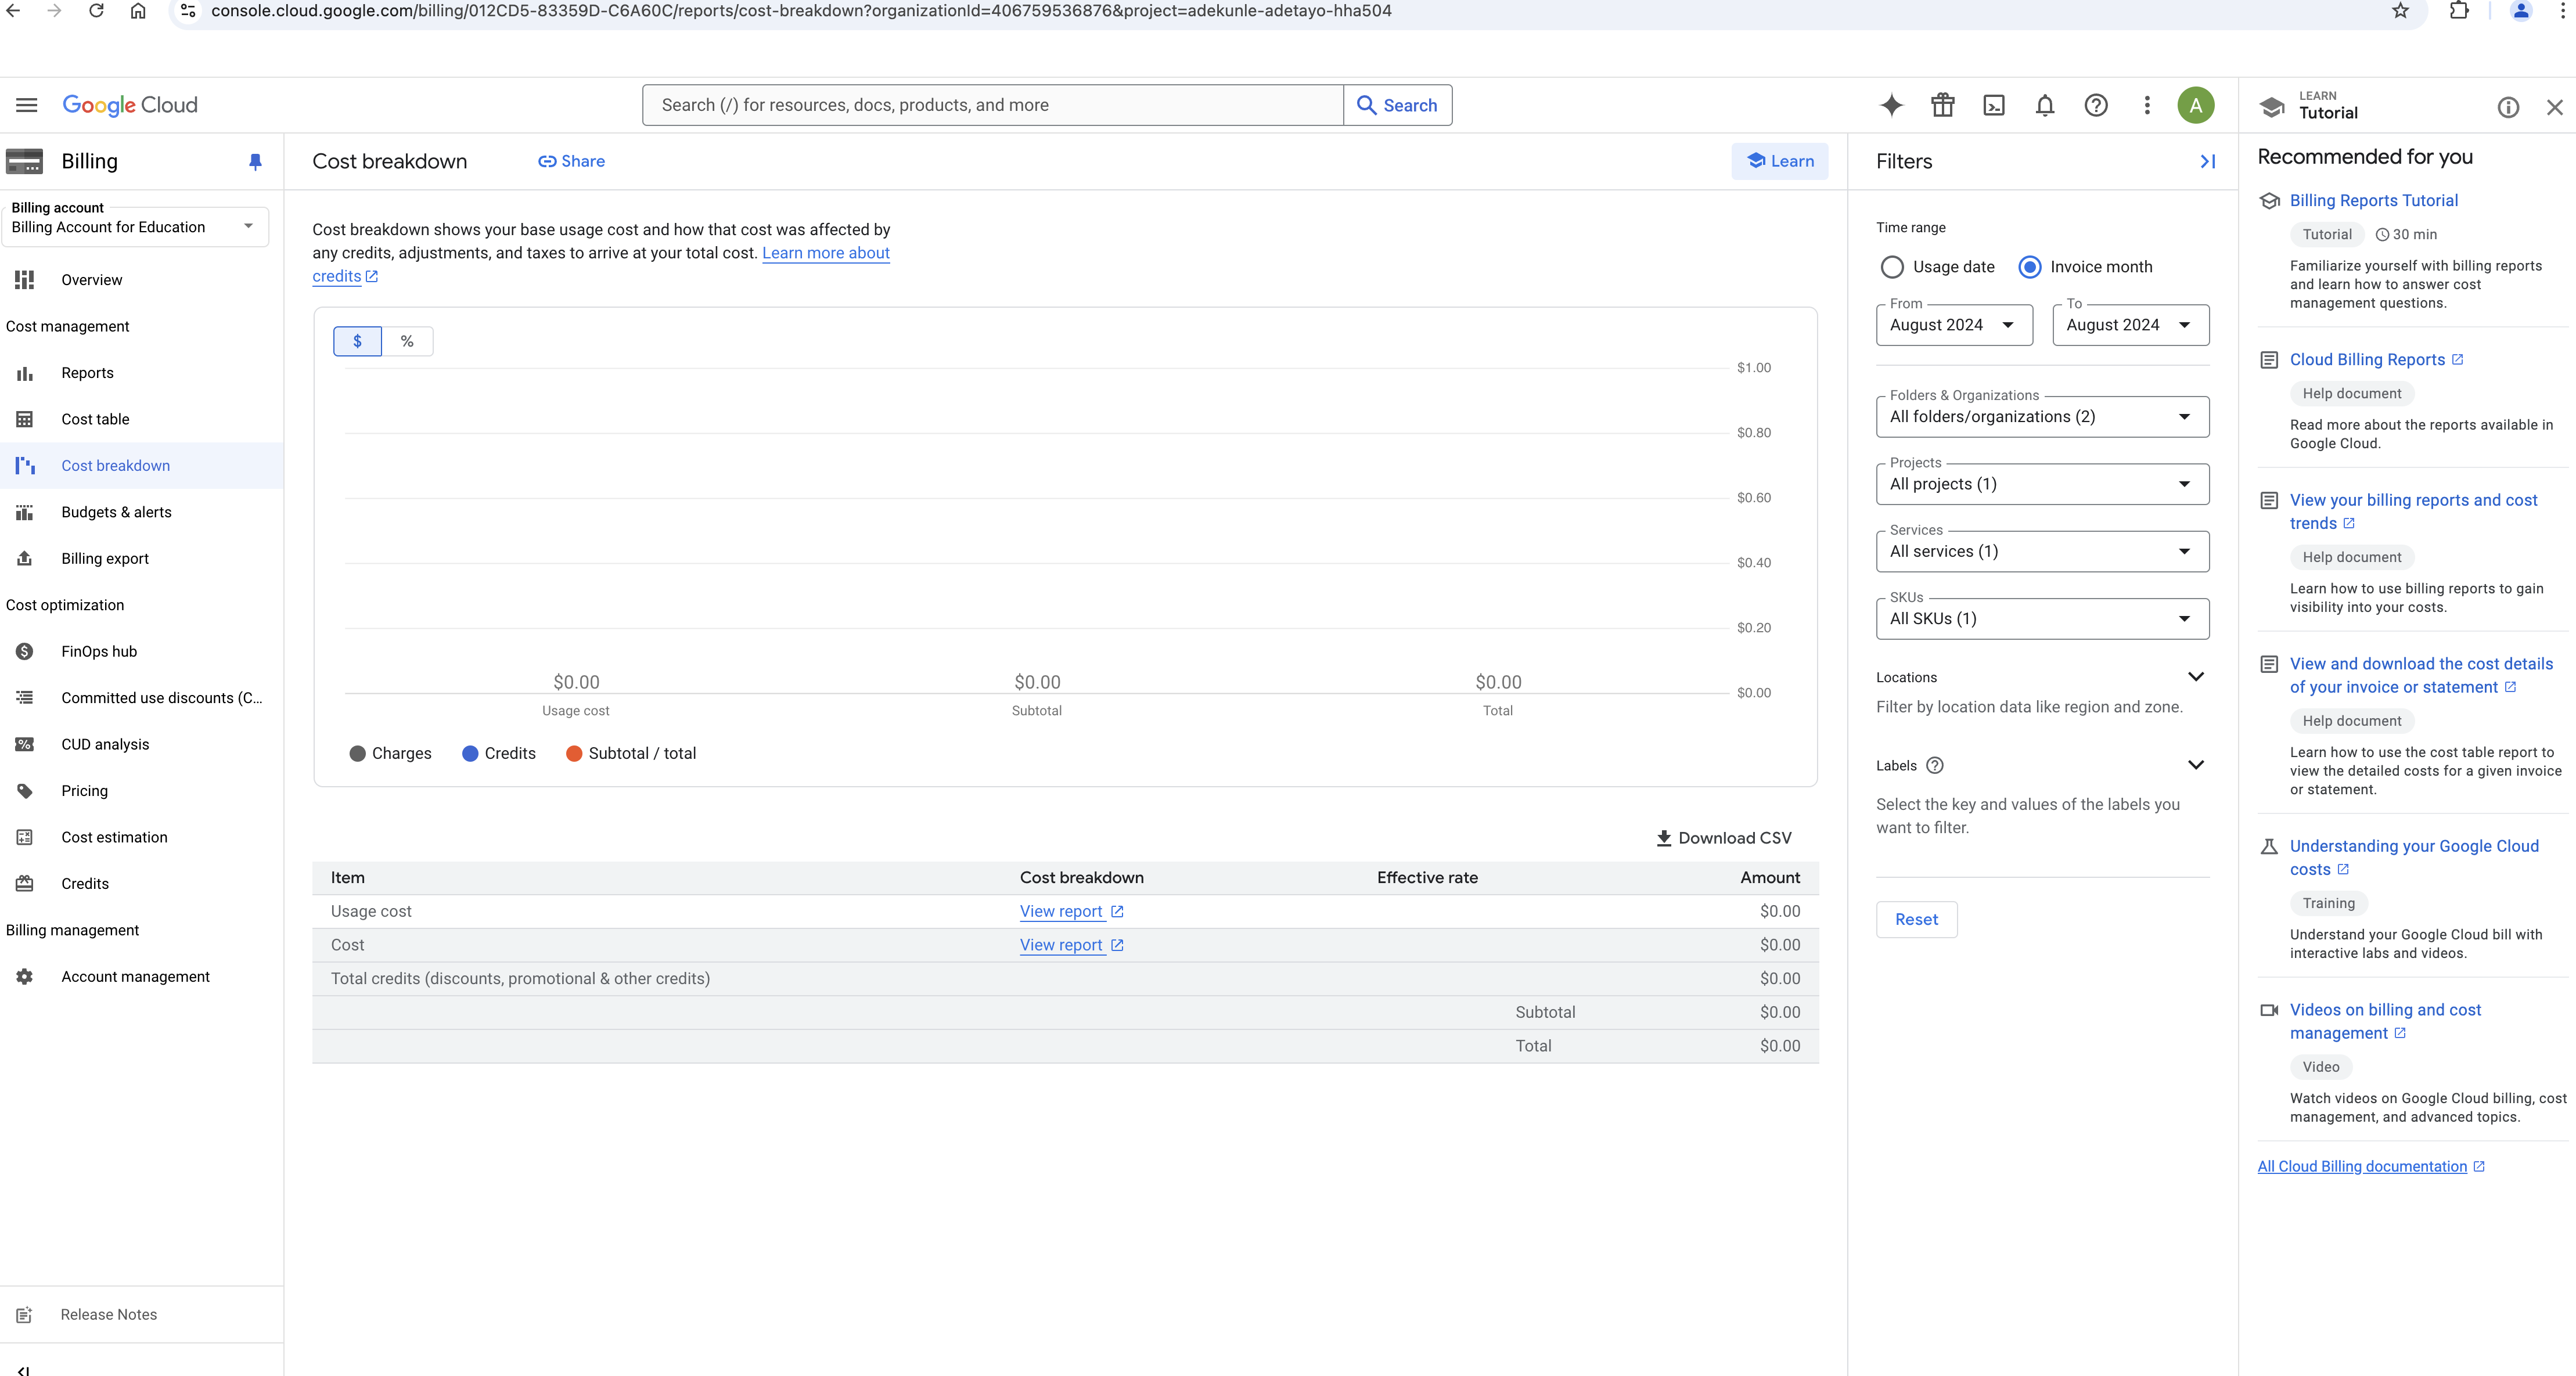 console.cloud.google.com/billing/012CD5-83359D-C6A60C/reports/cost-breakdown?organizationId=406759536876&project=adekunle-adetayo-hha504
Google Cloud
Search (/) for resources, docs, products, and more
Search
A
LEARN
Tutorial
Billing
Billing account
Billing Account for Education
Overview
Cost management
Reports
Cost table
Cost breakdown
Budgets & alerts
Billing export
Cost optimization
FinOps hub
Committed use discounts (C...
CUD analysis
Pricing
Cost estimation
Credits
Billing management
Account management
Release Notes
Cost breakdown
Share
Learn
Cost breakdown shows your base usage cost and how that cost was affected by
any credits, adjustments, and taxes to arrive at your total cost. Learn more about
credits
$
%
$1.00
$0.80
$0.60
$0.40
$0.20
$0.00 $0.00 $0.00
$0.00
Usage cost Subtotal Total
Charges Credits Subtotal / total
Download CSV
Item Cost breakdown Effective rate Amount
Usage cost View report $0.00
Cost View report $0.00
Total credits (discounts, promotional & other credits) $0.00
Subtotal $0.00
Total $0.00
Filters
Time range
Usage date Invoice month
From To
August 2024 August 2024
Folders & Organizations
All folders/organizations (2)
Projects
All projects (1)
Services
All services (1)
SKUs
All SKUs (1)
Locations
Filter by location data like region and zone.
Labels
Select the key and values of the labels you
want to filter.
Reset
Recommended for you
Billing Reports Tutorial
Tutorial 30 min
Familiarize yourself with billing reports
and learn how to answer cost
management questions.
Cloud Billing Reports
Help document
Read more about the reports available in
Google Cloud.
View your billing reports and cost
trends
Help document
Learn how to use billing reports to gain
visibility into your costs.
View and download the cost details
of your invoice or statement
Help document
Learn how to use the cost table report to
view the detailed costs for a given invoice
or statement.
Understanding your Google Cloud
costs
Training
Understand your Google Cloud bill with
interactive labs and videos.
Videos on billing and cost
management
Video
Watch videos on Google Cloud billing, cost
management, and advanced topics.
All Cloud Billing documentation